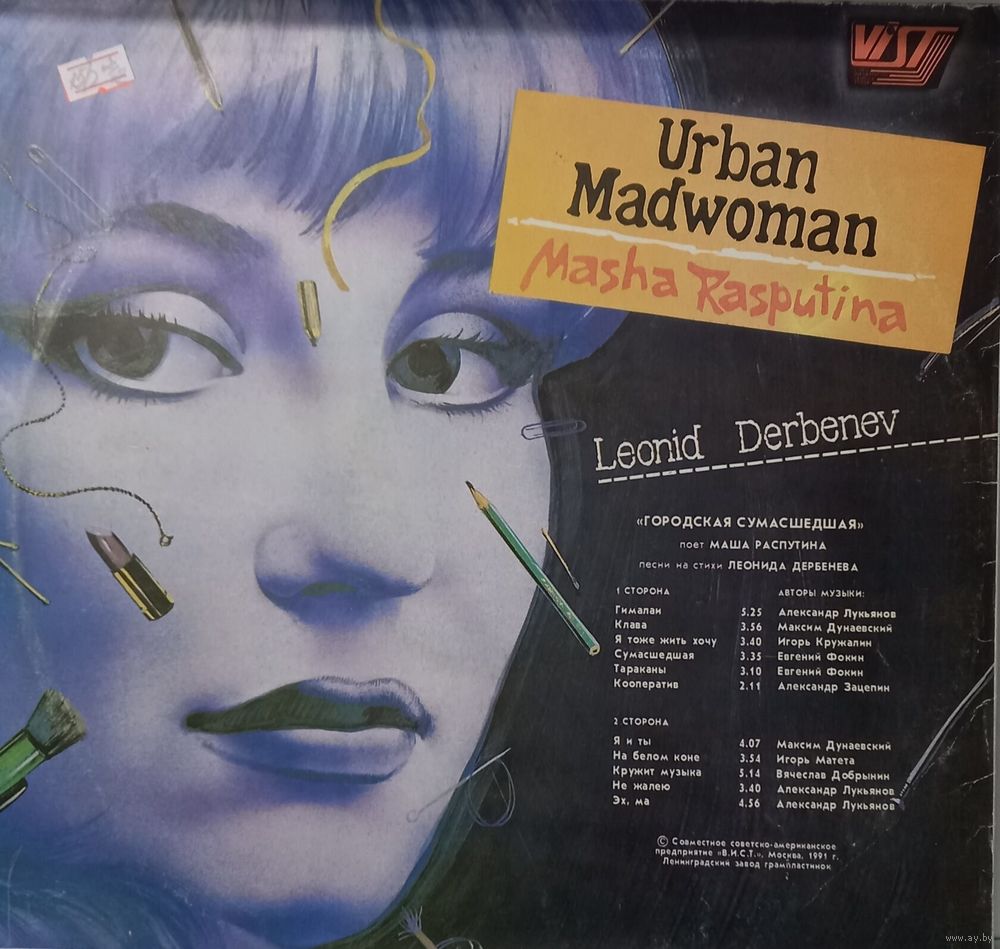 VIST
Urban
Madwoman
Masha Rasputina
Leonid Derbenev
«ГОРОДСКАЯ СУМАСШЕДШАЯ»
поет МАША РАСПУТИНА
песни на стихи ЛЕОНИДА ДЕРБЕНЕВА
1 СТОРОНА АВТОРЫ МУЗЫКИ:
Гималаи 5.25 Александр Лукьянов
Клава 3.56 Максим Дунаевский
Я тоже жить хочу 3.40 Игорь Кружалин
Сумасшедшая 3.35 Евгений Фокин
Тараканы 3.10 Евгений Фокин
Кооператив 2.11 Александр Зацепин
2 СТОРОНА
Я и ты 4.07 Максим Дунаевский
На белом коне 3.54 Игорь Матета
Кружит музыка 5.14 Вячеслав Добрынин
Не жалею 3.40 Александр Лукьянов
Эх, ма 4.56 Александр Лукьянов
© Совместное советско-американское
предприятие «В.И.С.Т.», Москва, 1991 г.
Ленинградский завод грампластинок
www.ay.by